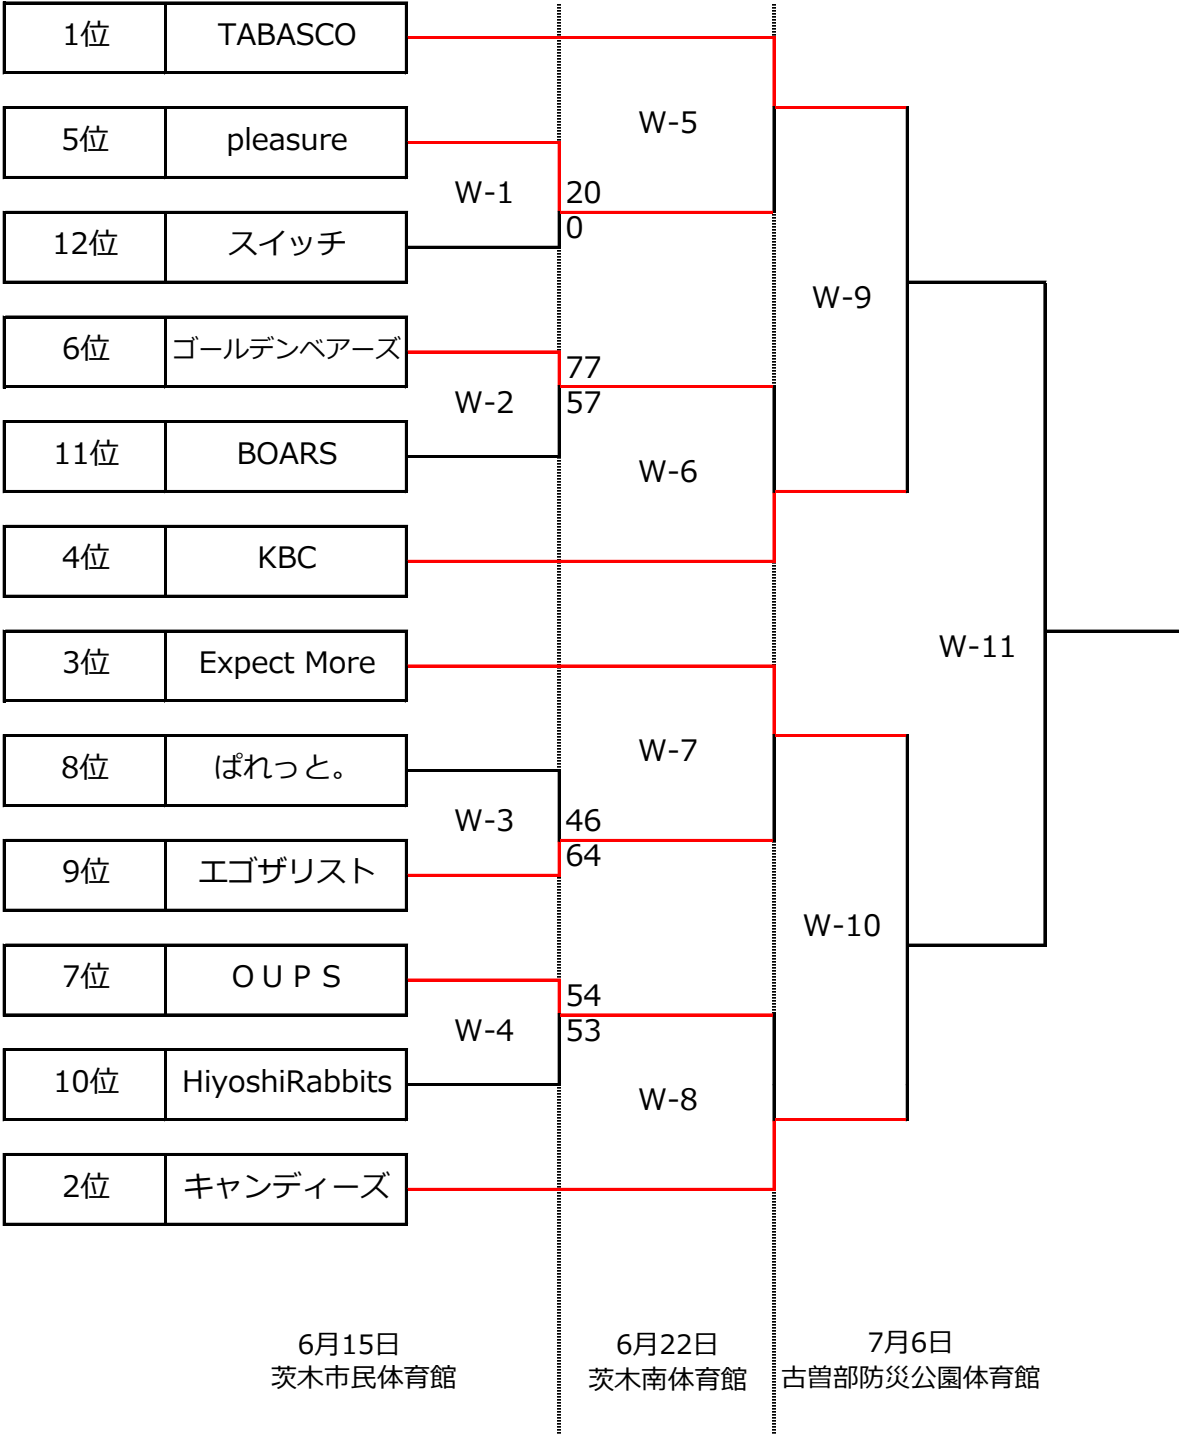 1位 TABASCO
W-5
5位 pleasure
W-1
20
0
12位 スイッチ
W-9
6位 ゴールデンベアーズ
77
W-2
57
11位 BOARS
W-6
4位 KBC
W-11
3位 Expect More
W-7
8位 ぱれっと。
W-3
46
64
9位 エゴザリスト
W-10
7位 ＯＵＰＳ
54
W-4
53
10位 HiyoshiRabbits
W-8
2位 キャンディーズ
6月15日
茨木市民体育館
6月22日
茨木南体育館
7月6日
古曽部防災公園体育館